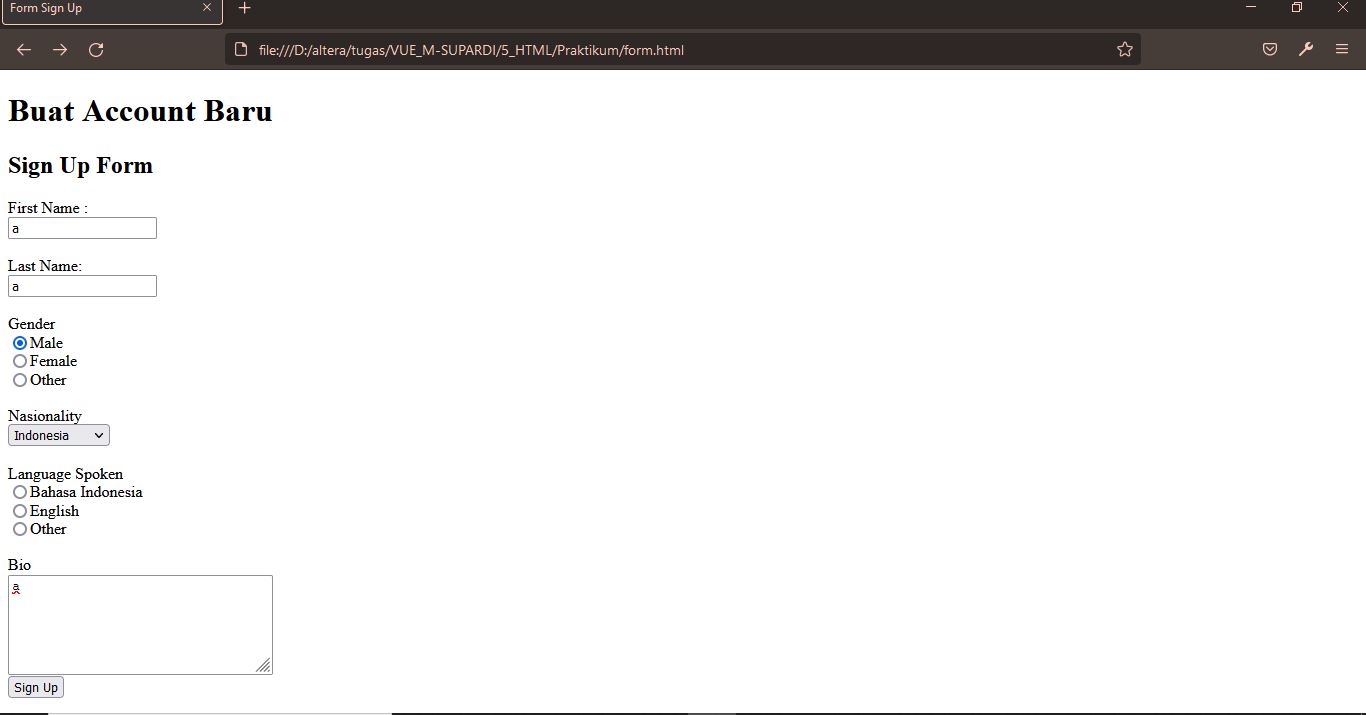 Form Sign Up
file:///D:/altera/tugas/VUE_M-SUPARDI/5_HTML/Praktikum/form.html
Buat Account Baru
Sign Up Form
First Name :
a
Last Name:
a
Gender
Male
Female
Other
Nasionality
Indonesia
Language Spoken
Bahasa Indonesia
English
Other
Bio
a
Sign Up